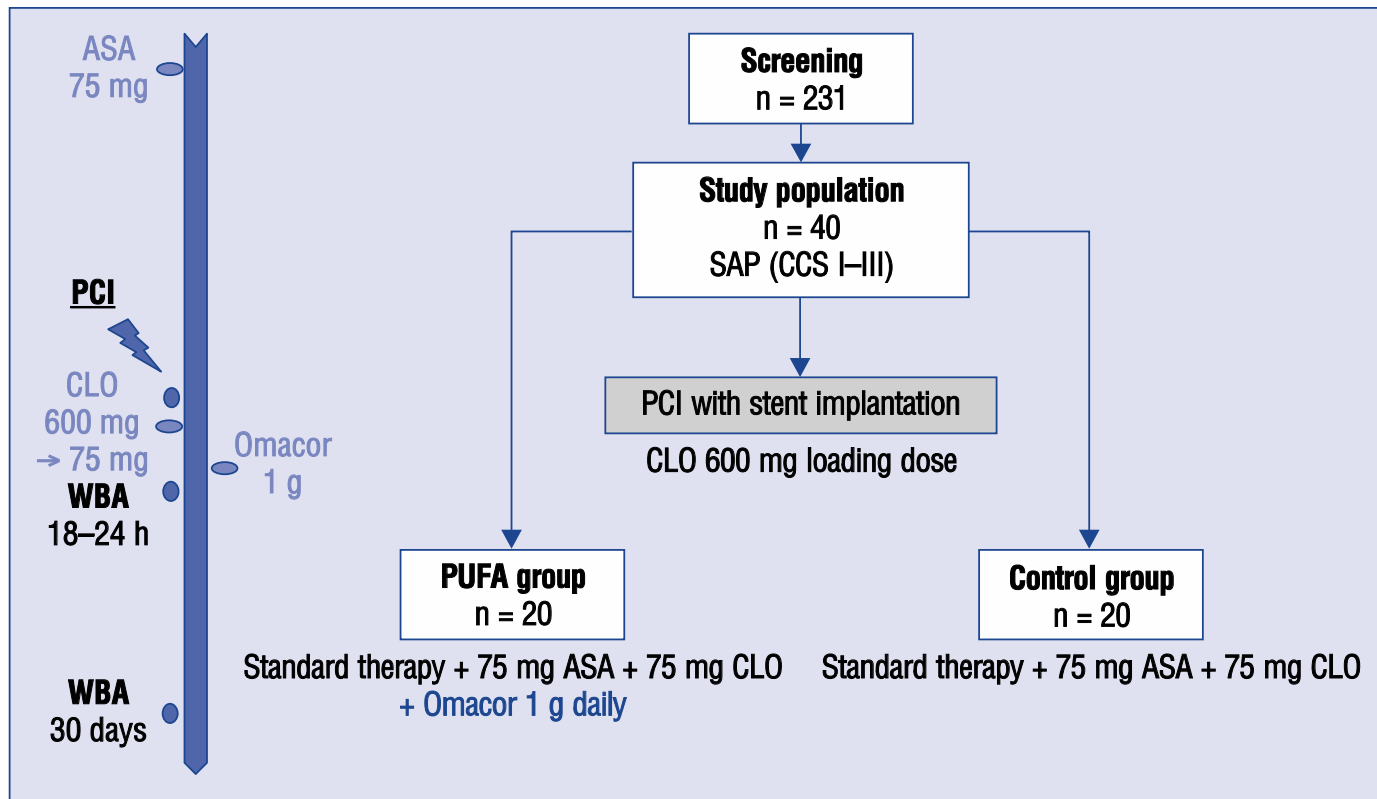 ASA
75 mg
PCI
CLO
600 mg
→ 75 mg
Omacor
1 g
WBA
18–24 h
WBA
30 days
Screening
n = 231
Study population
n = 40
SAP (CCS I–III)
PCI with stent implantation
CLO 600 mg loading dose
PUFA group
n = 20
Standard therapy + 75 mg ASA + 75 mg CLO
+ Omacor 1 g daily
Control group
n = 20
Standard therapy + 75 mg ASA + 75 mg CLO